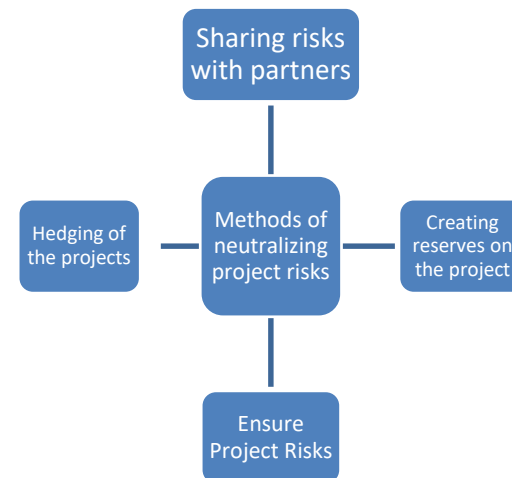 Sharing risks
with partners
Hedging of
the projects
Methods of
neutralizing
project risks
Creating
reserves on
the project
Ensure
Project Risks